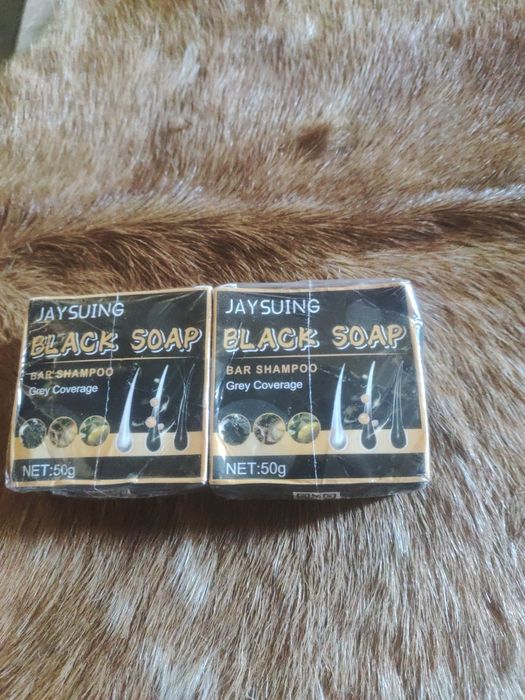 JAYSUING
BLACK SOAP
BAR SHAMPOO
Grey Coverage
NET:50g
JAYSUING
BLACK SOAP
BAR SHAMPOO
Grey Coverage
NET:50g